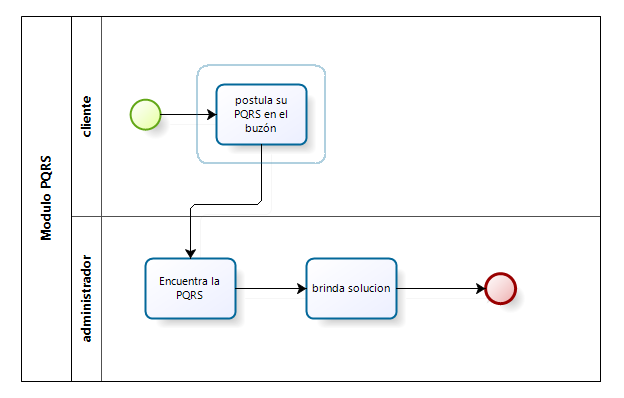 Modulo PQRS
cliente
postula su
PQRS en el
buzón
administrador
Encuentra la
PQRS
brinda solucion